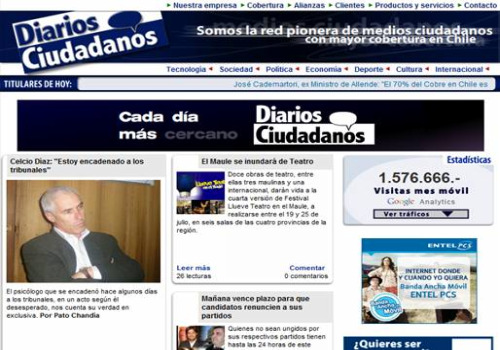 Nuestra empresa Cobertura Alianzas Clientes Productos y servicios Contacto
Diarios
Ciudadanos
Somos la red pionera de medios ciudadanos
con mayor cobertura en Chile
Tecnología Sociedad Política Economía Deporte Cultura Internacional
TITULARES DE HOY:
José Cademartori, ex Ministro de Allende: "El 70% del Cobre en Chile es
Cada día
más cercano
Diarios
Ciudadanos
Celcio Díaz: "Estoy encadenado a los
tribunales"
El psicólogo que se encadenó hace algunos días
a los tribunales, en un acto según él
desesperado, nos cuenta su verdad en
exclusiva. Por Pato Chandía
El Maule se inundará de Teatro
Doce obras de teatro, entre
ellas tres maulinas y una
internacional, darán vida a la
cuarta versión de Festival
Llueve Teatro en el Maule, a
realizarse entre el 19 y 25 de
julio, en seis salas de las cuatro provincias de la
región.
Leer más Comentar
26 lecturas 0 comentarios
Mañana vence plazo para que
candidatos renuncien a sus
partidos
Quienes no sean ungidos por
sus respectivos partidos tienen
hasta las 24 horas de este
Estadísticas
1.576.666.-
Visitas mes móvil
Google Analytics
Ver tráficos
ENTEL PCS
INTERNET DONDE
Y CUANDO YO QUIERA
Banda Ancha Móvil
ENTEL PCS
Banda Ancha
Móvil
¿Quieres ser